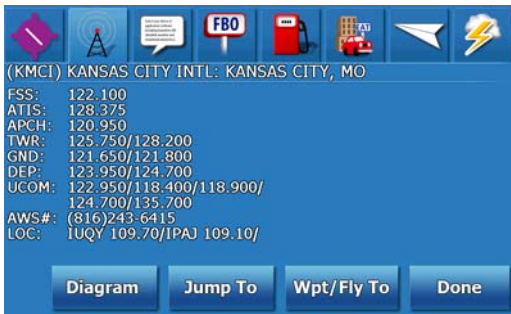 FBO
EAT
(KMCI) KANSAS CITY INTL: KANSAS CITY, MO
FSS: 122.100
ATIS: 128.375
APCH: 120.950
TWR: 125.750/128.200
GND: 121.650/121.800
DEP: 123.950/124.700
UCOM: 122.950/118.400/118.900/
124.700/135.700
AWS#: (816)243-6415
LOC: IUQY 109.70/IPAJ 109.10/
Diagram Jump To Wpt/Fly To Done